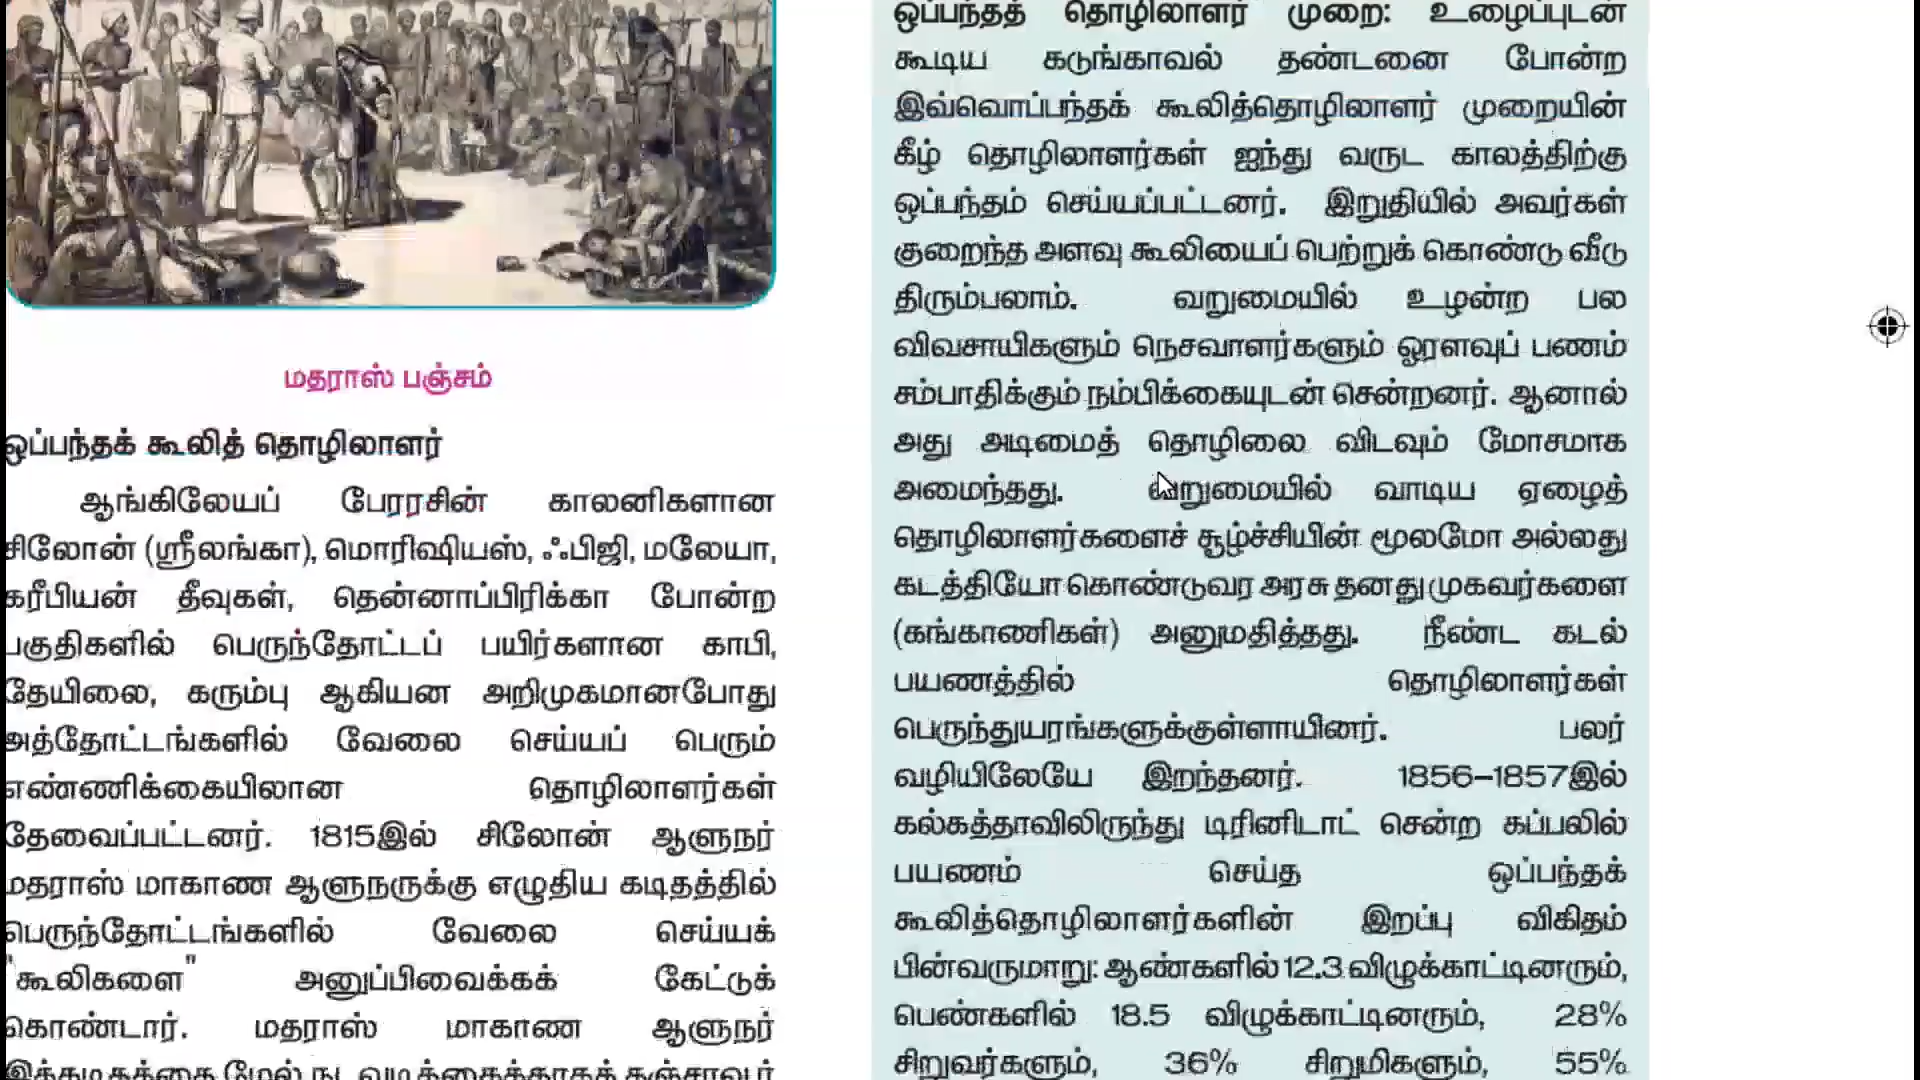 மதராஸ் பஞ்சம்
ஒப்பந்தக் கூலித் தொழிலாளர்
ஆங்கிலேயப் பேரரசின் காலனிகளான
சிலோன் (ஸ்ரீலங்கா), மொரிஷியஸ், ஃபிஜி, மலேயா,
கரீபியன் தீவுகள், தென்னாப்பிரிக்கா போன்ற
பகுதிகளில் பெருந்தோட்டப் பயிர்களான காபி,
தேயிலை, கரும்பு ஆகியன அறிமுகமானபோது
அத்தோட்டங்களில் வேலை செய்யப் பெரும்
எண்ணிக்கையிலான தொழிலாளர்கள்
தேவைப்பட்டனர். 1815இல் சிலோன் ஆளுநர்
மதராஸ் மாகாண ஆளுநருக்கு எழுதிய கடிதத்தில்
பெருந்தோட்டங்களில் வேலை செய்யக்
"கூலிகளை" அனுப்பிவைக்கக் கேட்டுக்
கொண்டார். மதராஸ் மாகாண ஆளுநர்
இக்கடிதத்தை மேல் நடவடிக்கைக்காகத் தஞ்சாவூர்
ஒப்பந்தத் தொழிலாளர் முறை: உழைப்புடன்
கூடிய கடுங்காவல் தண்டனை போன்ற
இவ்வொப்பந்தக் கூலித்தொழிலாளர் முறையின்
கீழ் தொழிலாளர்கள் ஐந்து வருட காலத்திற்கு
ஒப்பந்தம் செய்யப்பட்டனர். இறுதியில் அவர்கள்
குறைந்த அளவு கூலியைப் பெற்றுக் கொண்டு வீடு
திரும்பலாம். வறுமையில் உழன்ற பல
விவசாயிகளும் நெசவாளர்களும் ஓரளவுப் பணம்
சம்பாதிக்கும் நம்பிக்கையுடன் சென்றனர். ஆனால்
அது அடிமைத் தொழிலை விடவும் மோசமாக
அமைந்தது. வறுமையில் வாடிய ஏழைத்
தொழிலாளர்களைச் சூழ்ச்சியின் மூலமோ அல்லது
கடத்தியோ கொண்டுவர அரசு தனது முகவர்களை
(கங்காணிகள்) அனுமதித்தது. நீண்ட கடல்
பயணத்தில் தொழிலாளர்கள்
பெருந்துயரங்களுக்குள்ளாயினர். பலர்
வழியிலேயே இறந்தனர். 1856–1857இல்
கல்கத்தாவிலிருந்து டிரினிடாட் சென்ற கப்பலில்
பயணம் செய்த ஒப்பந்தக்
கூலித்தொழிலாளர்களின் இறப்பு விகிதம்
பின்வருமாறு: ஆண்களில் 12.3 விழுக்காட்டினரும்,
பெண்களில் 18.5 விழுக்காட்டினரும், 28%
சிறுவர்களும், 36% சிறுமிகளும், 55%